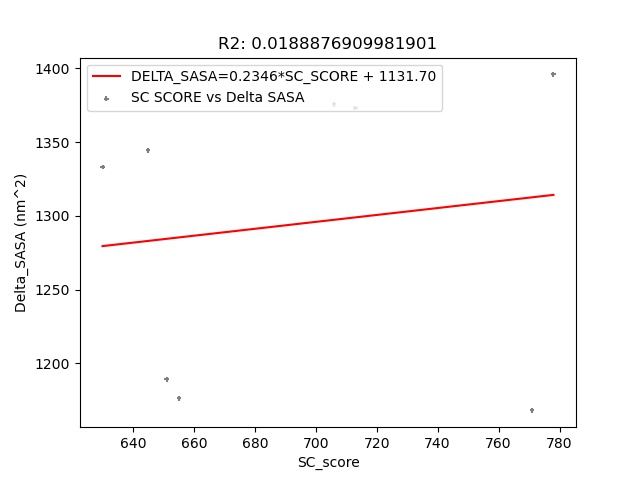 R2: 0.0188876909981901
DELTA_SASA=0.2346*SC_SCORE + 1131.70
SC SCORE vs Delta SASA
1400
1350
1300
1250
1200
Delta_SASA (nm^2)
640 660 680 700 720 740 760 780
SC_score